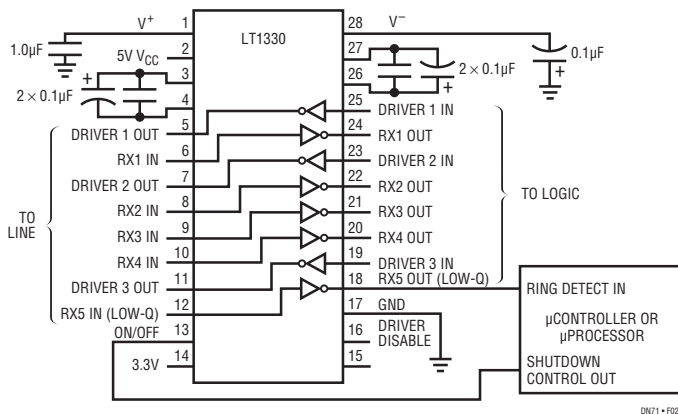 LT1330
V+ 1
1.0µF
5V VCC 2
3
+
2 × 0.1µF
4
DRIVER 1 OUT 5
RX1 IN 6
DRIVER 2 OUT 7
RX2 IN 8
RX3 IN 9
RX4 IN 10
DRIVER 3 OUT 11
RX5 IN (LOW-Q) 12
ON/OFF 13
3.3V 14
TO
LINE
28 V−
0.1µF
+
27
2 × 0.1µF
+
26
25 DRIVER 1 IN
24 RX1 OUT
23 DRIVER 2 IN
22 RX2 OUT
21 RX3 OUT
20 RX4 OUT
19 DRIVER 3 IN
18 RX5 OUT (LOW-Q)
17 GND
16 DRIVER
DISABLE
15
TO LOGIC
RING DETECT IN
µCONTROLLER OR
µPROCESSOR
SHUTDOWN
CONTROL OUT
DN71 • F02